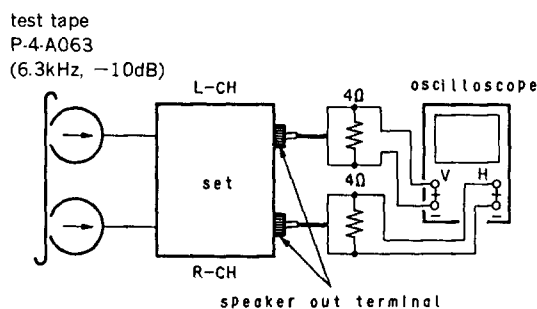 test tape
P-4-A063
(6.3kHz, −10dB)
L-CH
set
R-CH
4Ω
4Ω
oscilloscope
V H
+ +
− −
speaker out terminal